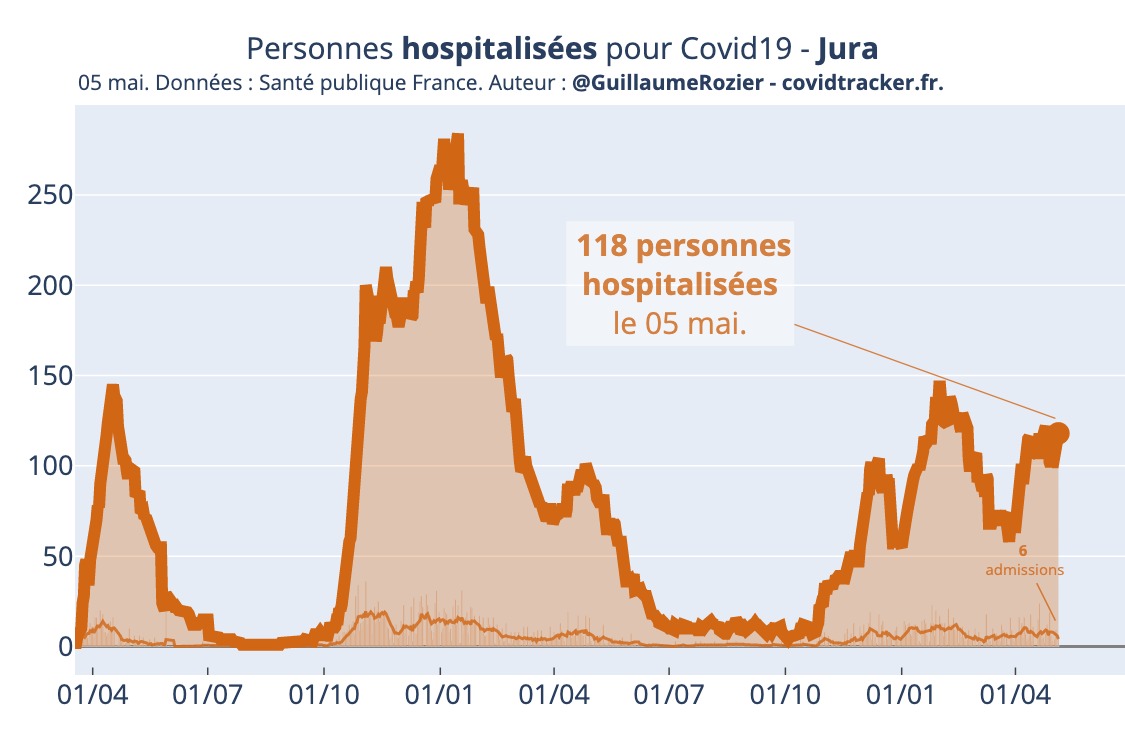 Personnes hospitalisées pour Covid19 - Jura
05 mai. Données : Santé publique France. Auteur : @GuillaumeRozier - covidtracker.fr.
250
200
150
100
50
0
118 personnes
hospitalisées
le 05 mai.
6
admissions
01/04
01/07
01/10
01/01
01/04
01/07
01/10
01/01
01/04